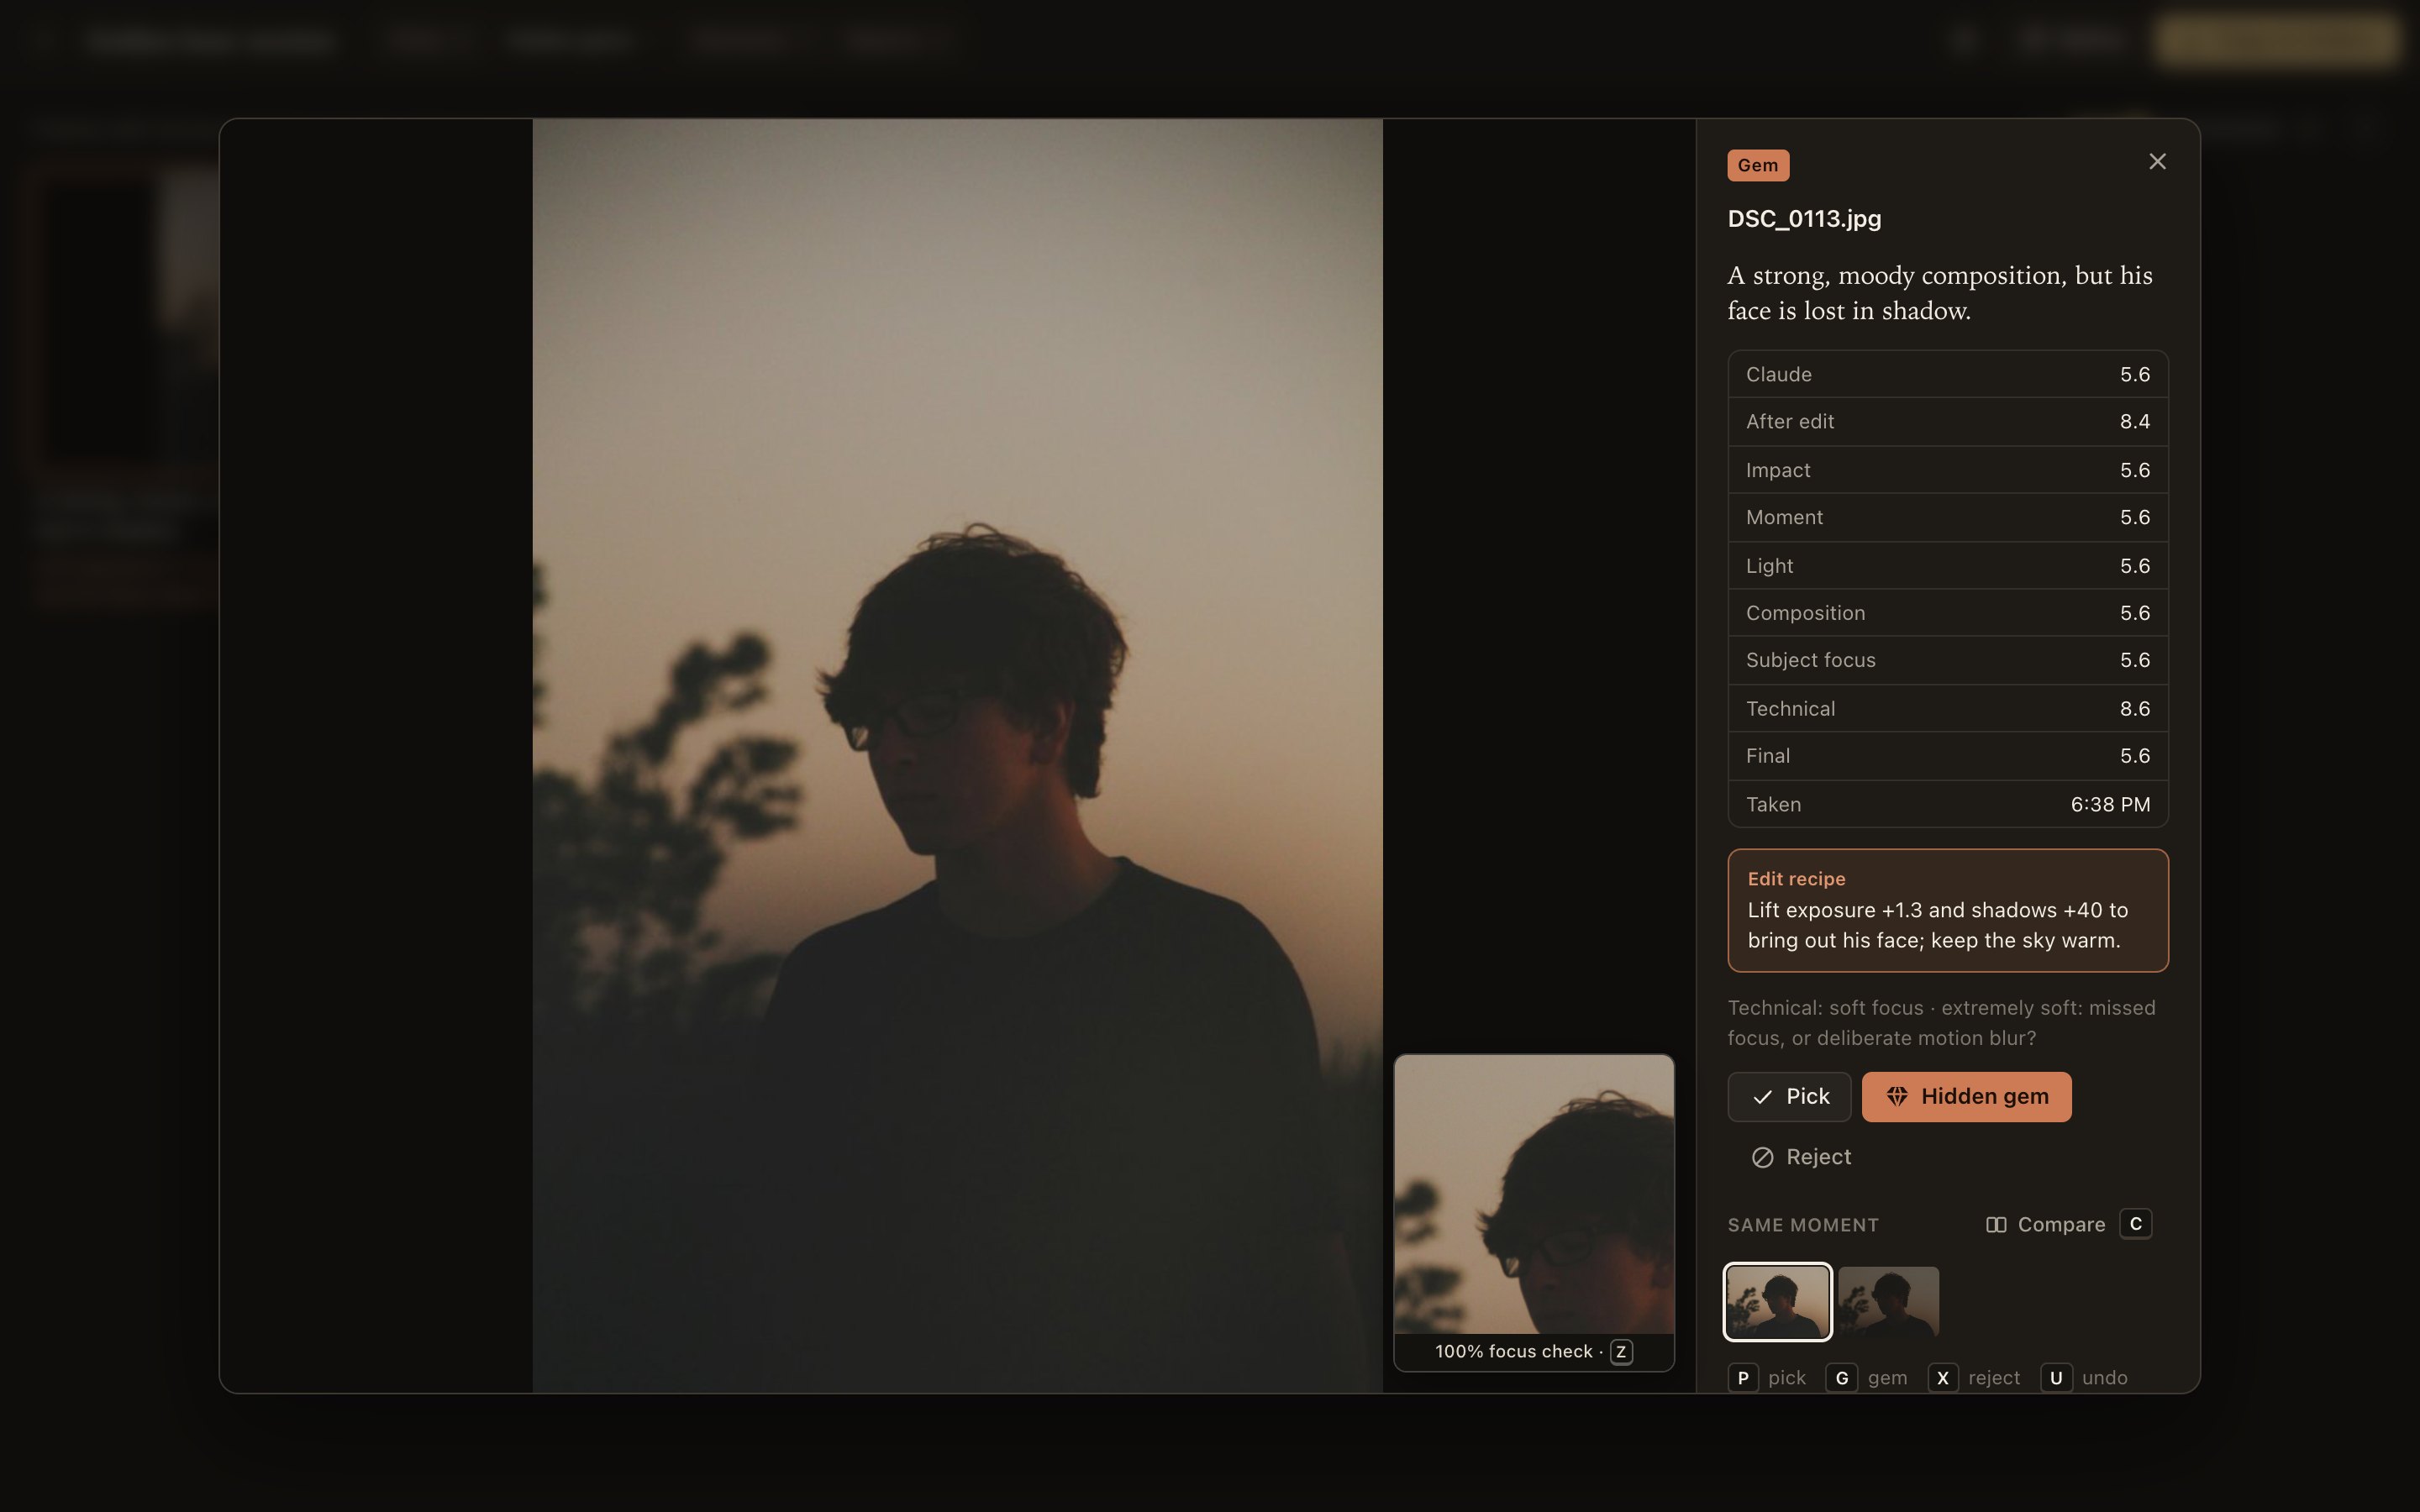 Gem
DSC_0113.jpg
A strong, moody composition, but his
face is lost in shadow.
Claude 5.6
After edit 8.4
Impact 5.6
Moment 5.6
Light 5.6
Composition 5.6
Subject focus 5.6
Technical 8.6
Final 5.6
Taken 6:38 PM
Edit recipe
Lift exposure +1.3 and shadows +40 to
bring out his face; keep the sky warm.
Technical: soft focus · extremely soft: missed
focus, or deliberate motion blur?
Pick Hidden gem
Reject
SAME MOMENT Compare C
100% focus check · Z
P pick G gem X reject U undo